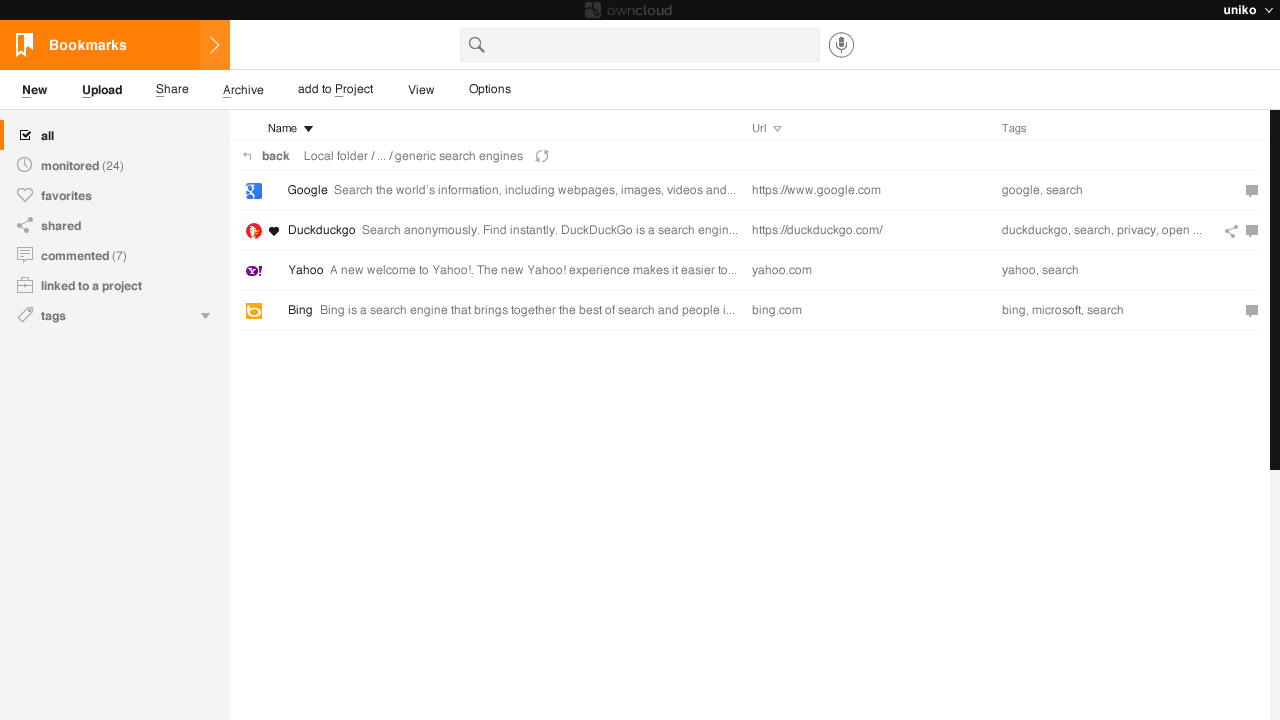 owncloud
uniko
Bookmarks
New Upload Share Archive add to Project View Options
all
monitored (24)
favorites
shared
commented (7)
linked to a project
tags
Name Url Tags
back Local folder / ... / generic search engines
Google Search the world's information, including webpages, images, videos and... https://www.google.com google, search
Duckduckgo Search anonymously. Find instantly. DuckDuckGo is a search engin... https://duckduckgo.com/ duckduckgo, search, privacy, open ...
Yahoo A new welcome to Yahoo!. The new Yahoo! experience makes it easier to... yahoo.com yahoo, search
Bing Bing is a search engine that brings together the best of search and people i... bing.com bing, microsoft, search